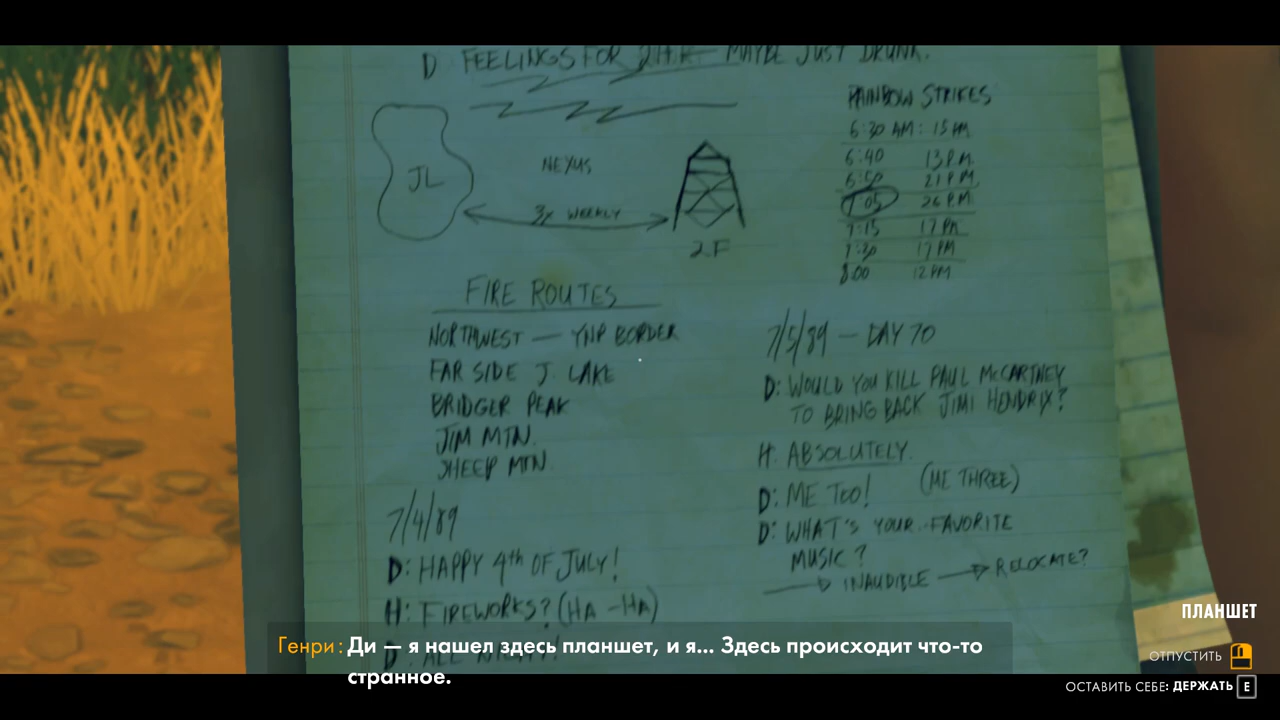 D FEELINGS FOR MAYBE JUST DRUNK.
RAINBOW STRIKES
6:30 AM: 15 PM
6:40 13 P.M.
6:50 21 P.M.
7:05 26 P.M.
7:15 17 PM
7:30 17 PM
8:00 12 PM
JL
NEXUS
3x WEEKLY
2F
FIRE ROUTES
NORTHWEST — YNP BORDER
FAR SIDE J. LAKE
BRIDGER PEAK
JIM MTN.
SHEEP MTN.
7/4/89
D: HAPPY 4th OF JULY!
H: FIREWORKS? (HA-HA)
D: ALL NIGHT!
7/5/89 — DAY 70
D: WOULD YOU KILL PAUL McCARTNEY
TO BRING BACK JIMI HENDRIX?
H: ABSOLUTELY.
D: ME TOO! (ME THREE)
D: WHAT'S YOUR FAVORITE
MUSIC?
→ INAUDIBLE → RELOCATE?
Генри: Ди — я нашел здесь планшет, и я... Здесь происходит что-то
странное.
ПЛАНШЕТ
ОТПУСТИТЬ
ОСТАВИТЬ СЕБЕ: ДЕРЖАТЬ E